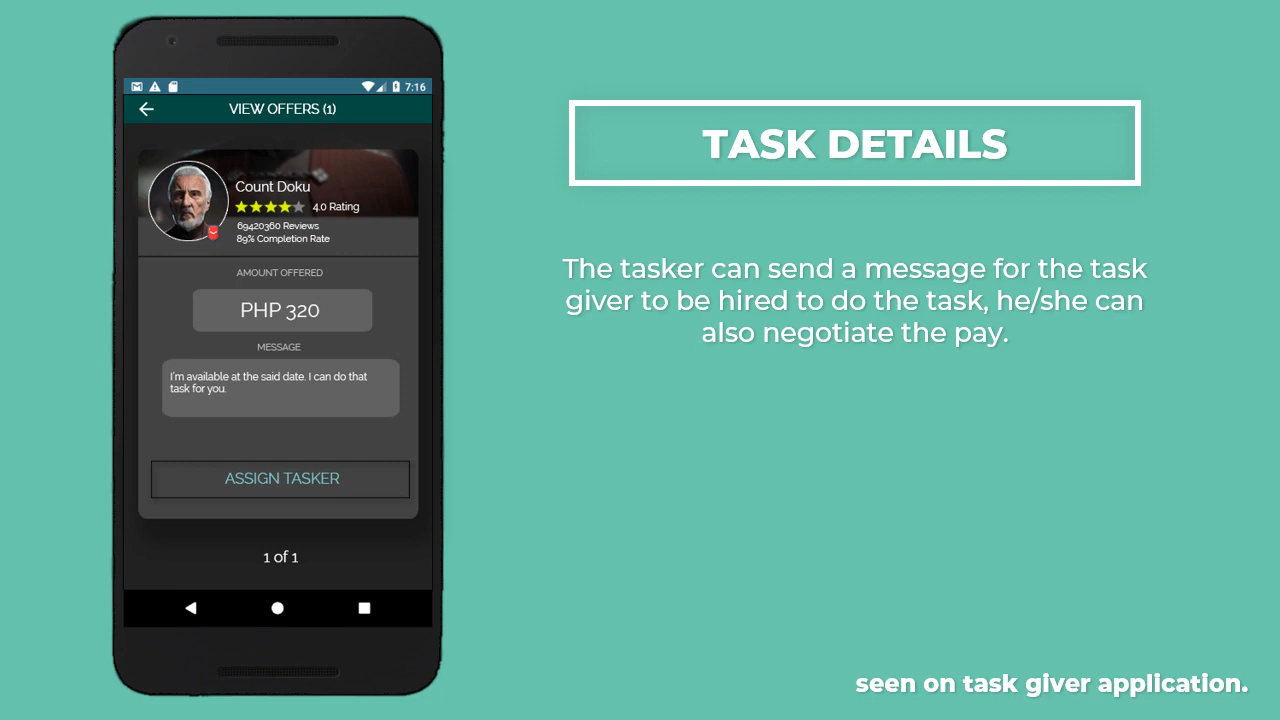 7:16
VIEW OFFERS (1)
Count Doku
4.0 Rating
69420360 Reviews
89% Completion Rate
AMOUNT OFFERED
PHP 320
MESSAGE
I'm available at the said date. I can do that
task for you.
ASSIGN TASKER
1 of 1
TASK DETAILS
The tasker can send a message for the task
giver to be hired to do the task, he/she can
also negotiate the pay.
seen on task giver application.